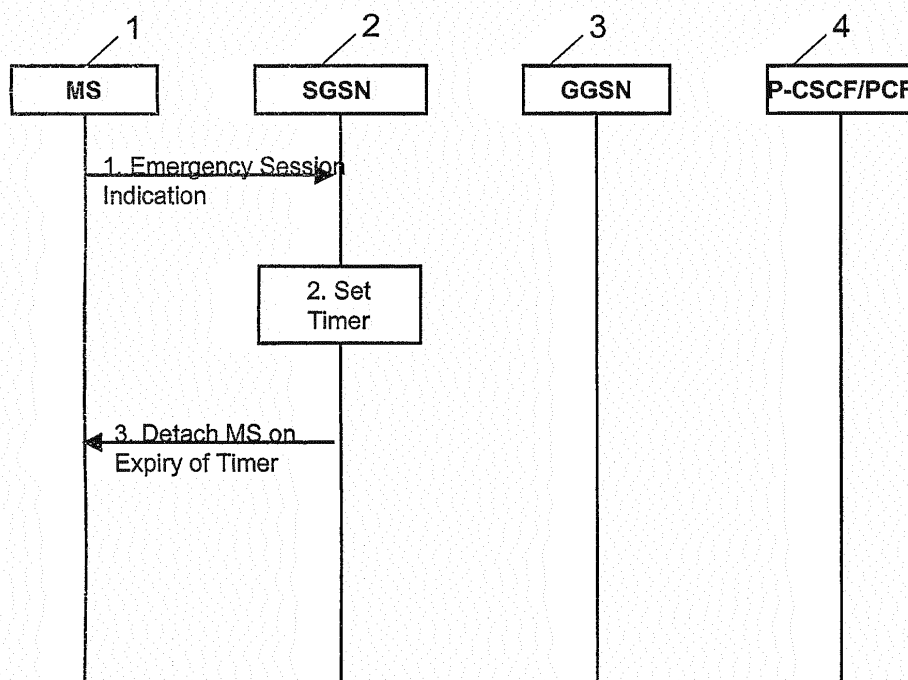 1 2 3 4
MS SGSN GGSN P-CSCF/PCF
1. Emergency Session
Indication
2. Set
Timer
3. Detach MS on
Expiry of Timer